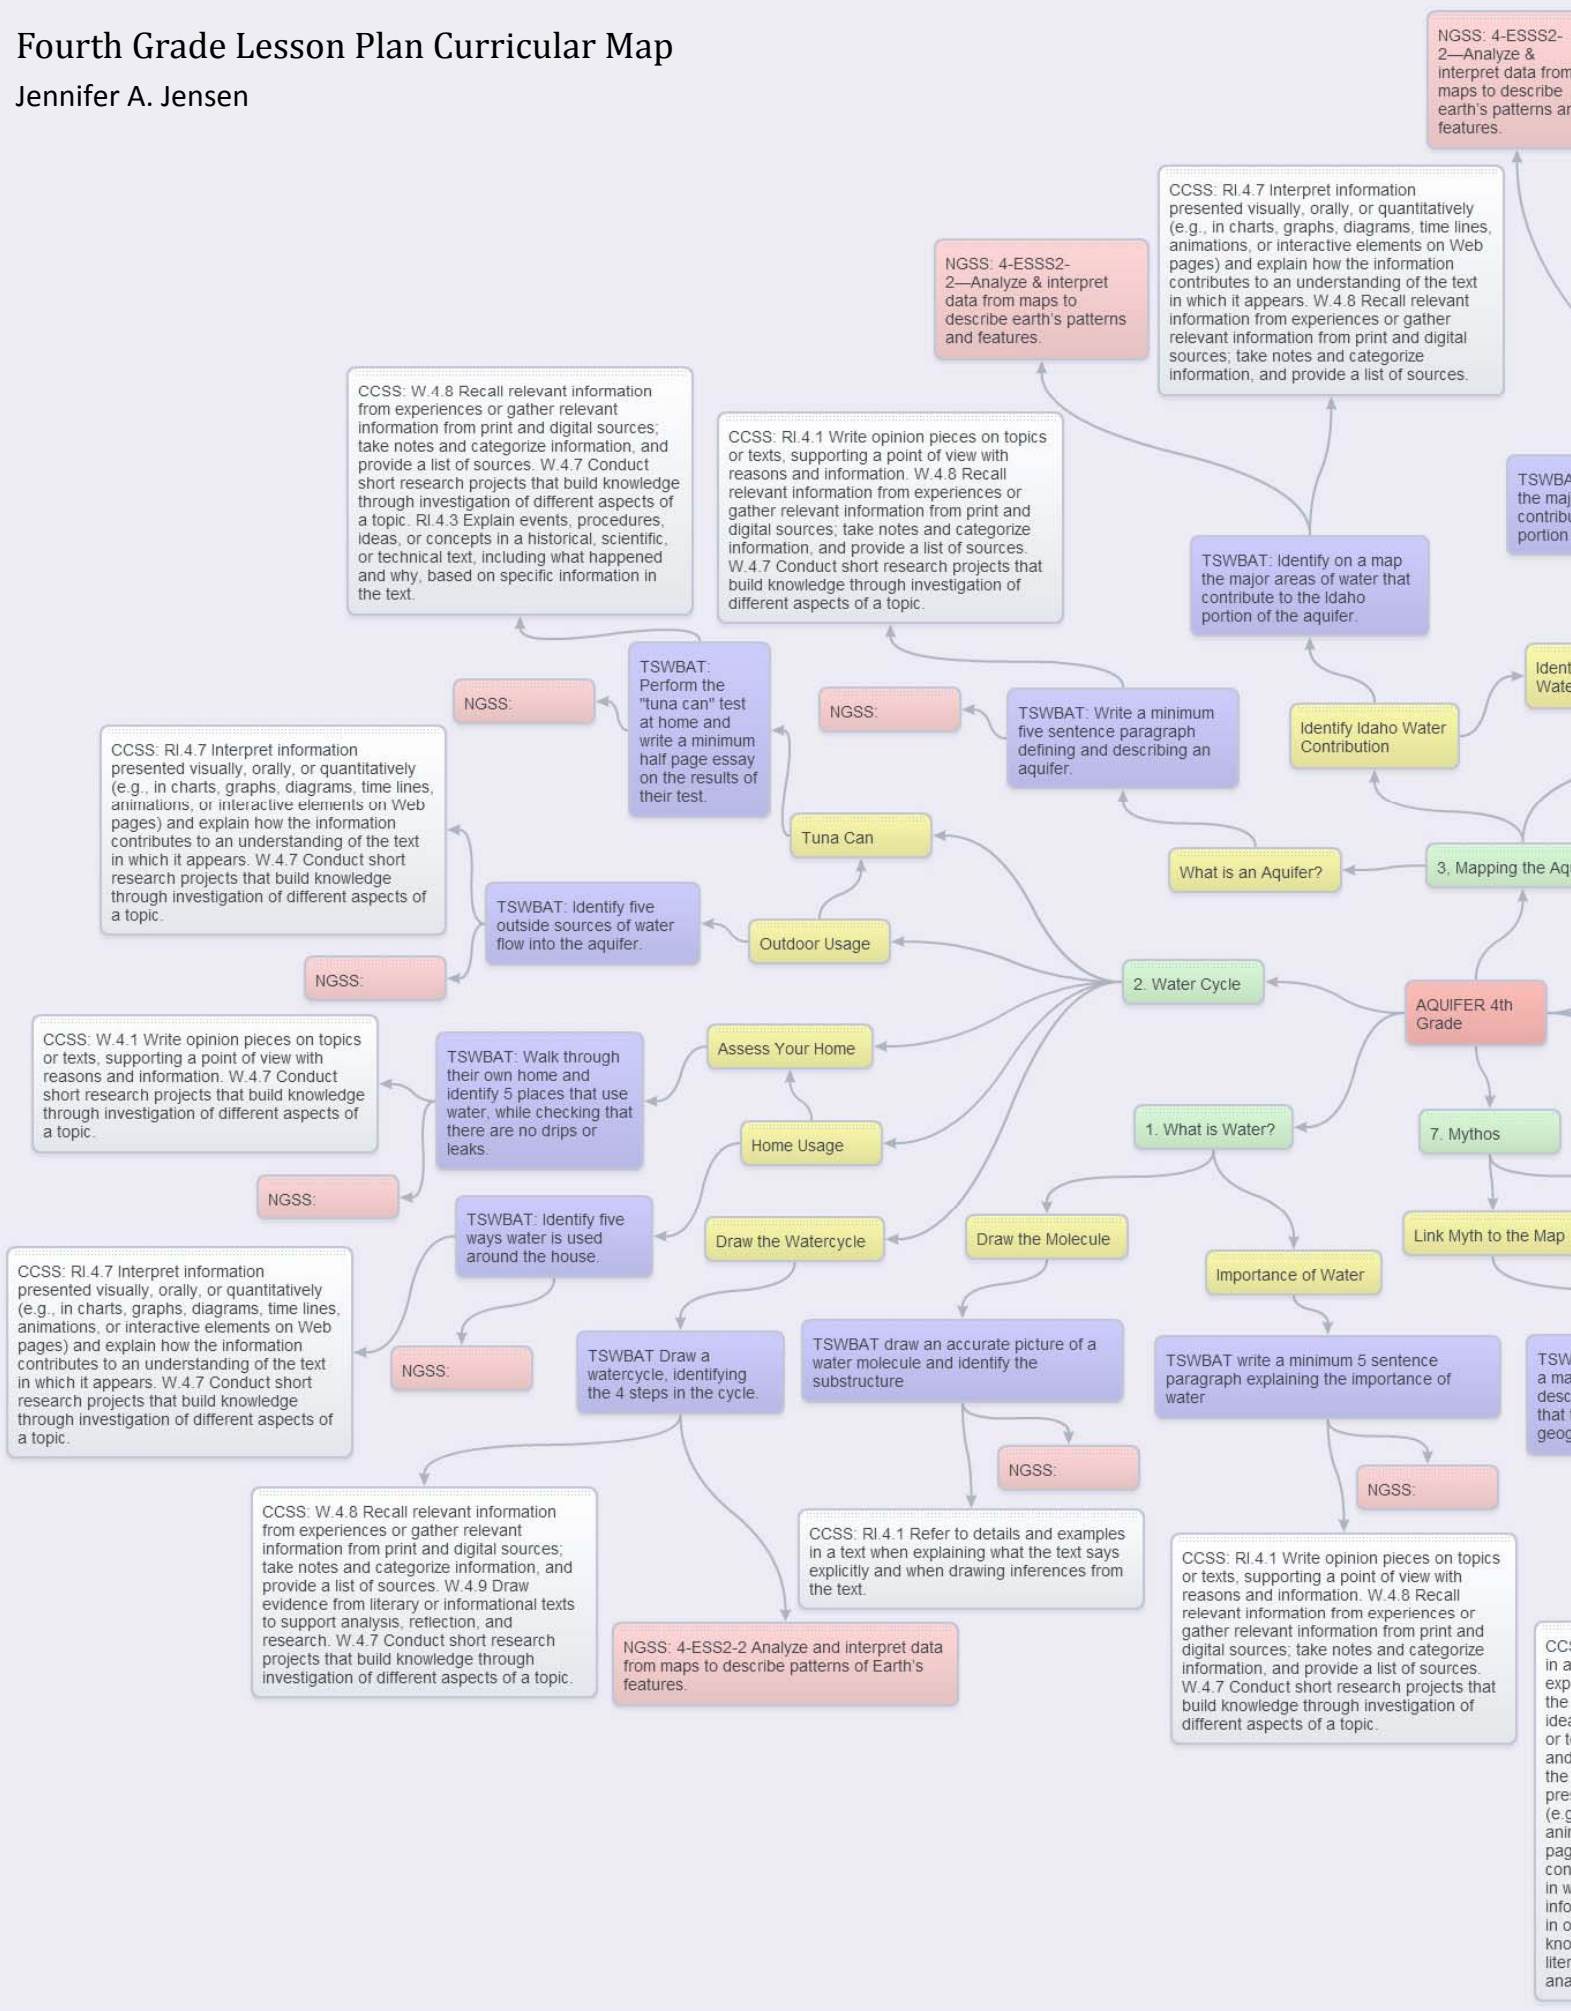 Fourth Grade Lesson Plan Curricular Map
Jennifer A. Jensen
NGSS: 4-ESSS2-
2—Analyze &
interpret data from
maps to describe
earth's patterns
features.
CCSS: RI.4.7 Interpret information
presented visually, orally, or quantitatively
(e.g., in charts, graphs, diagrams, time lines,
animations, or interactive elements on Web
pages) and explain how the information
contributes to an understanding of the text
in which it appears. W.4.8 Recall relevant
information from experiences or gather
relevant information from print and digital
sources; take notes and categorize
information, and provide a list of sources.
NGSS: 4-ESSS2-
2—Analyze & interpret
data from maps to
describe earth's patterns
and features.
CCSS: W.4.8 Recall relevant information
from experiences or gather relevant
information from print and digital sources;
take notes and categorize information, and
provide a list of sources. W.4.7 Conduct
short research projects that build knowledge
through investigation of different aspects of
a topic. RI.4.3 Explain events, procedures,
ideas, or concepts in a historical, scientific,
or technical text, including what happened
and why, based on specific information in
the text.
CCSS: RI.4.1 Write opinion pieces on topics
or texts, supporting a point of view with
reasons and information. W.4.8 Recall
relevant information from experiences or
gather relevant information from print and
digital sources; take notes and categorize
information, and provide a list of sources.
W.4.7 Conduct short research projects that
build knowledge through investigation of
different aspects of a topic.
the
portion
TSWBAT: Identify on a map
the major areas of water that
contribute to the Idaho
portion of the aquifer.
TSWBAT:
Perform the
"tuna can" test
at home and
write a minimum
half page essay
on the results of
their test.
NGSS:
NGSS:
TSWBAT: Write a minimum
five sentence paragraph
defining and describing an
aquifer.
Identify Idaho Water
Contribution
CCSS: RI.4.7 Interpret information
presented visually, orally, or quantitatively
(e.g., in charts, graphs, diagrams, time lines,
animations, or interactive elements on Web
pages) and explain how the information
contributes to an understanding of the text
in which it appears. W.4.7 Conduct short
research projects that build knowledge
through investigation of different aspects of
a topic.
Tuna Can
What is an Aquifer?
3, Mapping the
TSWBAT: Identify five
outside sources of water
flow into the aquifer.
Outdoor Usage
NGSS:
2. Water Cycle
AQUIFER 4th
Grade
CCSS: W.4.1 Write opinion pieces on topics
or texts, supporting a point of view with
reasons and information. W.4.7 Conduct
short research projects that build knowledge
through investigation of different aspects of
a topic.
TSWBAT: Walk through
their own home and
identify 5 places that use
water, while checking that
there are no drips or
leaks.
Assess Your Home
Home Usage
1. What is Water?
7. Mythos
NGSS:
TSWBAT: Identify five
ways water is used
around the house.
Draw the Watercycle
Draw the Molecule
Link Myth to the Map
Importance of Water
CCSS: RI.4.7 Interpret information
presented visually, orally, or quantitatively
(e.g., in charts, graphs, diagrams, time lines,
animations, or interactive elements on Web
pages) and explain how the information
contributes to an understanding of the text
in which it appears. W.4.7 Conduct short
research projects that build knowledge
through investigation of different aspects of
a topic.
NGSS:
TSWBAT Draw a
watercycle, identifying
the 4 steps in the cycle.
TSWBAT draw an accurate picture of a
water molecule and identify the
substructure
TSWBAT write a minimum 5 sentence
paragraph explaining the importance of
water
a
that
NGSS:
NGSS:
CCSS: W.4.8 Recall relevant information
from experiences or gather relevant
information from print and digital sources;
take notes and categorize information, and
provide a list of sources. W.4.9 Draw
evidence from literary or informational texts
to support analysis, reflection, and
research. W.4.7 Conduct short research
projects that build knowledge through
investigation of different aspects of a topic.
CCSS: RI.4.1 Refer to details and examples
in a text when explaining what the text says
explicitly and when drawing inferences from
the text.
NGSS: 4-ESS2-2 Analyze and interpret data
from maps to describe patterns of Earth's
features.
CCSS: RI.4.1 Write opinion pieces on topics
or texts, supporting a point of view with
reasons and information. W.4.8 Recall
relevant information from experiences or
gather relevant information from print and
digital sources; take notes and categorize
information, and provide a list of sources.
W.4.7 Conduct short research projects that
build knowledge through investigation of
different aspects of a topic.
in
the
or
the
(e.g
in
in